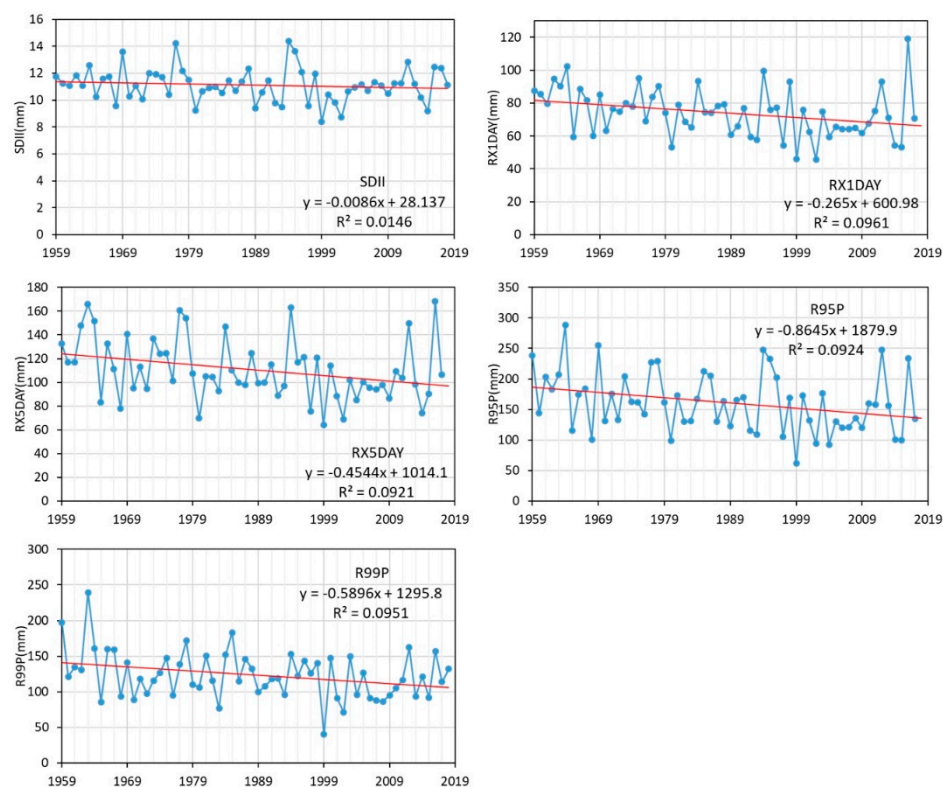 16
14
12
10
8
6
4
2
0
SDII(mm)
SDII
y = -0.0086x + 28.137
R² = 0.0146
1959 1969 1979 1989 1999 2009 2019
120
100
80
60
40
20
0
RX1DAY(mm)
RX1DAY
y = -0.265x + 600.98
R² = 0.0961
1959 1969 1979 1989 1999 2009 2019
180
160
140
120
100
80
60
40
20
0
RX5DAY(mm)
RX5DAY
y = -0.4544x + 1014.1
R² = 0.0921
1959 1969 1979 1989 1999 2009 2019
350
300
250
200
150
100
50
0
R95P(mm)
R95P
y = -0.8645x + 1879.9
R² = 0.0924
1959 1969 1979 1989 1999 2009 2019
300
250
200
150
100
50
0
R99P(mm)
R99P
y = -0.5896x + 1295.8
R² = 0.0951
1959 1969 1979 1989 1999 2009 2019